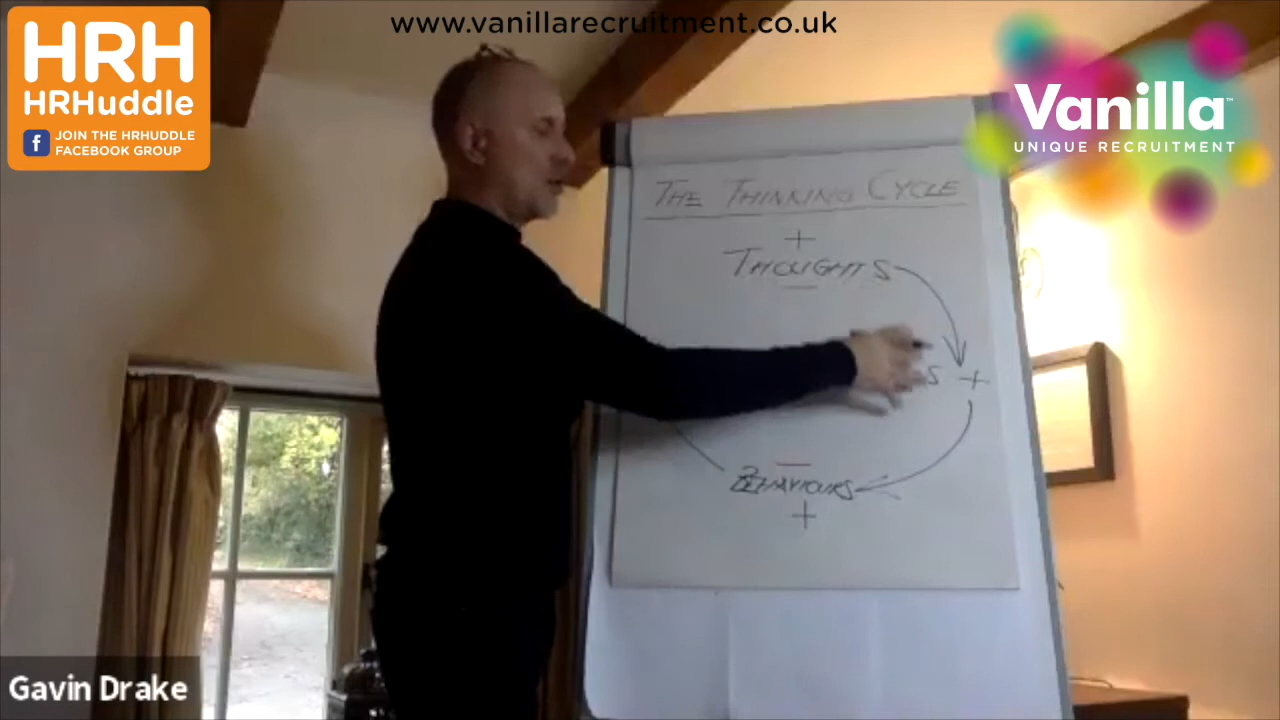 www.vanillarecruitment.co.uk
HRH
HRHuddle
f
JOIN THE HRHUDDLE
FACEBOOK GROUP
Vanilla™
UNIQUE RECRUITMENT
THE THINKING CYCLE
+
THOUGHTS
—
S +
—
BEHAVIOURS
+
Gavin Drake